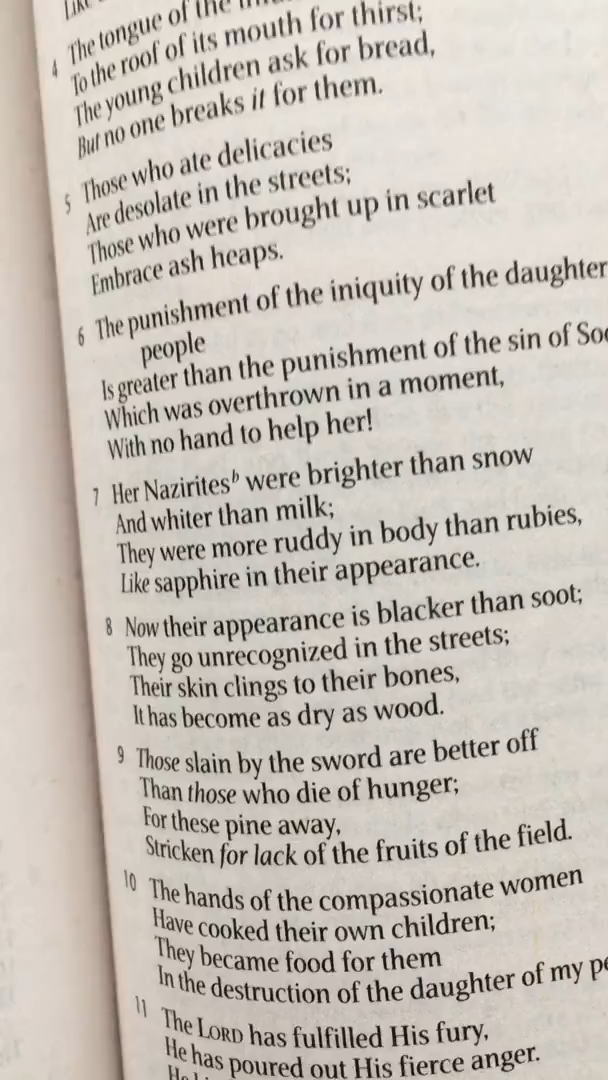 4 The tongue of the
To the roof of its mouth for thirst;
The young children ask for bread,
But no one breaks it for them.
5 Those who ate delicacies
Are desolate in the streets;
Those who were brought up in scarlet
Embrace ash heaps.
6 The punishment of the iniquity of the daughter
people
Is greater than the punishment of the sin of
Which was overthrown in a moment,
With no hand to help her!
7 Her Nazirites b were brighter than snow
And whiter than milk;
They were more ruddy in body than rubies,
Like sapphire in their appearance.
8 Now their appearance is blacker than soot;
They go unrecognized in the streets;
Their skin clings to their bones,
It has become as dry as wood.
9 Those slain by the sword are better off
Than those who die of hunger;
For these pine away,
Stricken for lack of the fruits of the field.
10 The hands of the compassionate women
Have cooked their own children;
They became food for them
In the destruction of the daughter of my
11 The LORD has fulfilled His fury,
He has poured out His fierce anger.